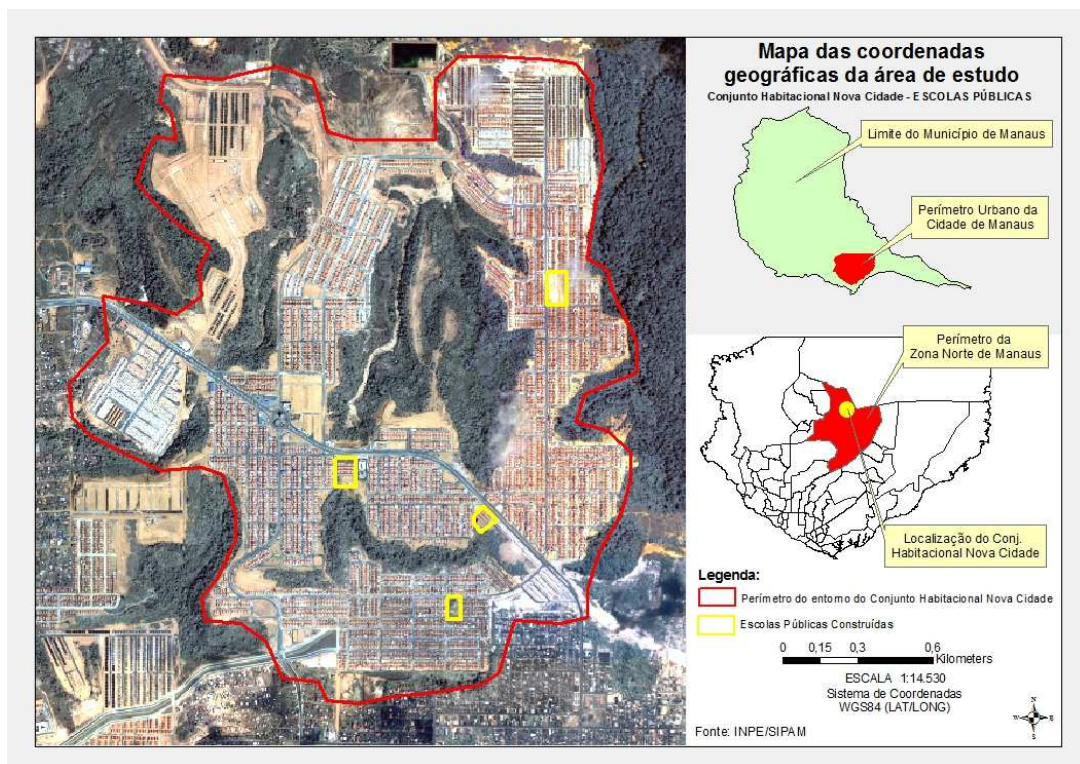 Mapa das coordenadas
geográficas da área de estudo
Conjunto Habitacional Nova Cidade - ESCOLAS PÚBLICAS
Limite do Município de Manaus
Perímetro Urbano da
Cidade de Manaus
Perímetro da
Zona Norte de Manaus
Localização do Conj.
Habitacional Nova Cidade
Legenda:
Perímetro do entorno do Conjunto Habitacional Nova Cidade
Escolas Públicas Construídas
0 0,15 0,3 0,6
Kilometers
ESCALA 1:14.530
Sistema de Coordenadas
WGS84 (LAT/LONG)
Fonte: INPE/SIPAM
N
W E
S